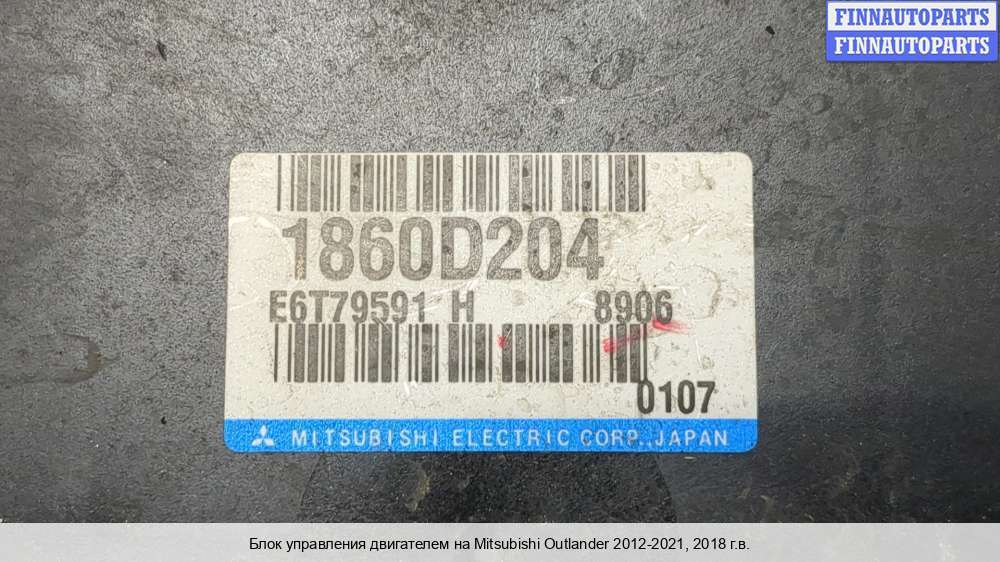 FINNAUTOPARTS
FINNAUTOPARTS
1860D204
E6T79591 H 8906
0107
MITSUBISHI ELECTRIC CORP., JAPAN
Блок управления двигателем на Mitsubishi Outlander 2012-2021, 2018 г.в.